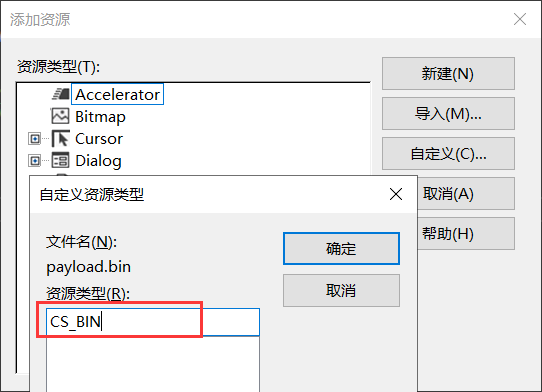 添加资源
资源类型(T):
新建(N)
Accelerator
Bitmap
导入(M)...
Cursor
自定义(C)...
Dialog
自定义资源类型
取消(A)
文件名(N):
确定
帮助(H)
payload.bin
资源类型(R):
取消
CS_BIN